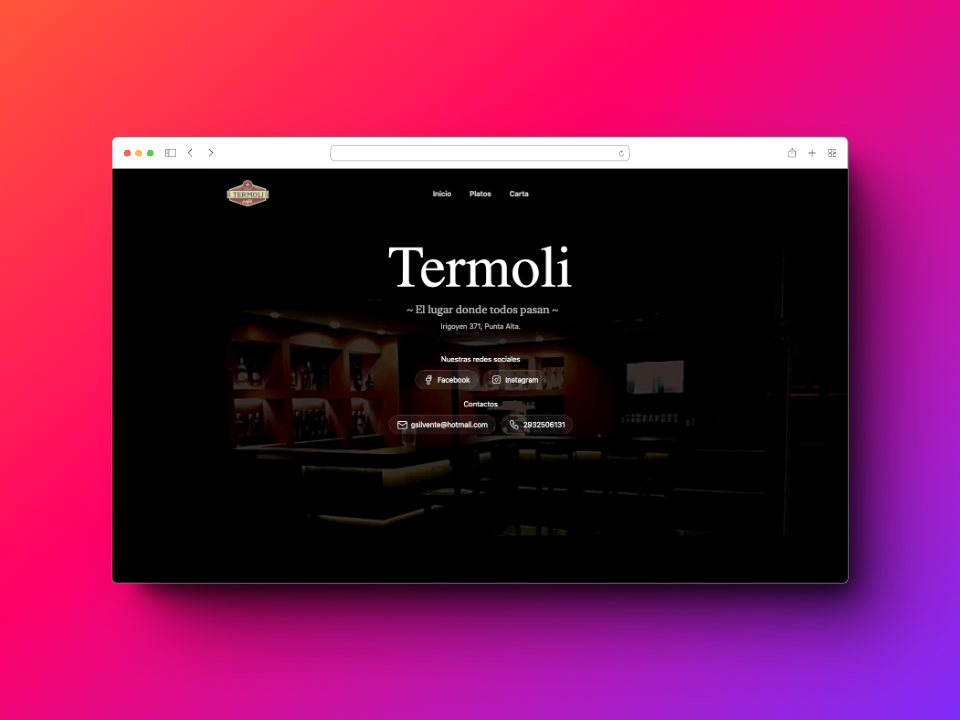 TERMOLI
café
Inicio Platos Carta
Termoli
~ El lugar donde todos pasan ~
Irigoyen 371, Punta Alta.
Nuestras redes sociales
Facebook Instagram
Contactos
gsilvente@hotmail.com 2932506131